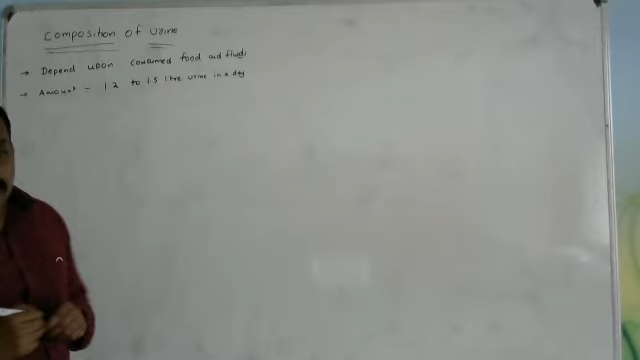 Composition of Urine
→ Depend upon consumed food and fluids
→ Amount - 1.2 to 1.5 litre urine in a day